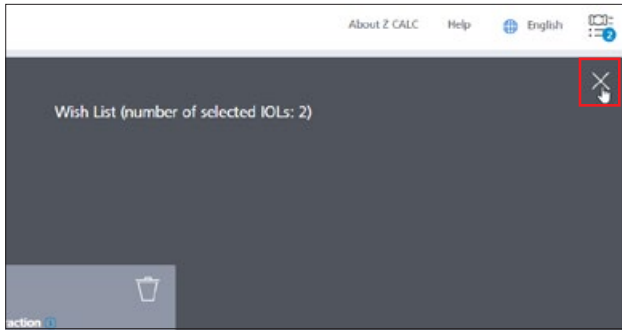 About Z CALC Help English
2
Wish List (number of selected IOLs: 2)
action i